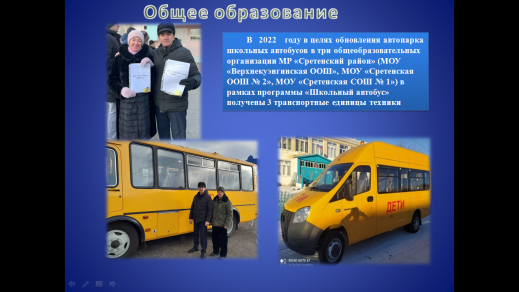 Общее образование
В 2022 году в целях обновления автопарка
школьных автобусов в три общеобразовательных
организации МР «Сретенский район» (МОУ
«Верхнекуэнгинская ООШ», МОУ «Сретенская
ООШ № 2», МОУ «Сретенская СОШ № 1») в
рамках программы «Школьный автобус»
получены 3 транспортные единицы техники
ДЕТИ